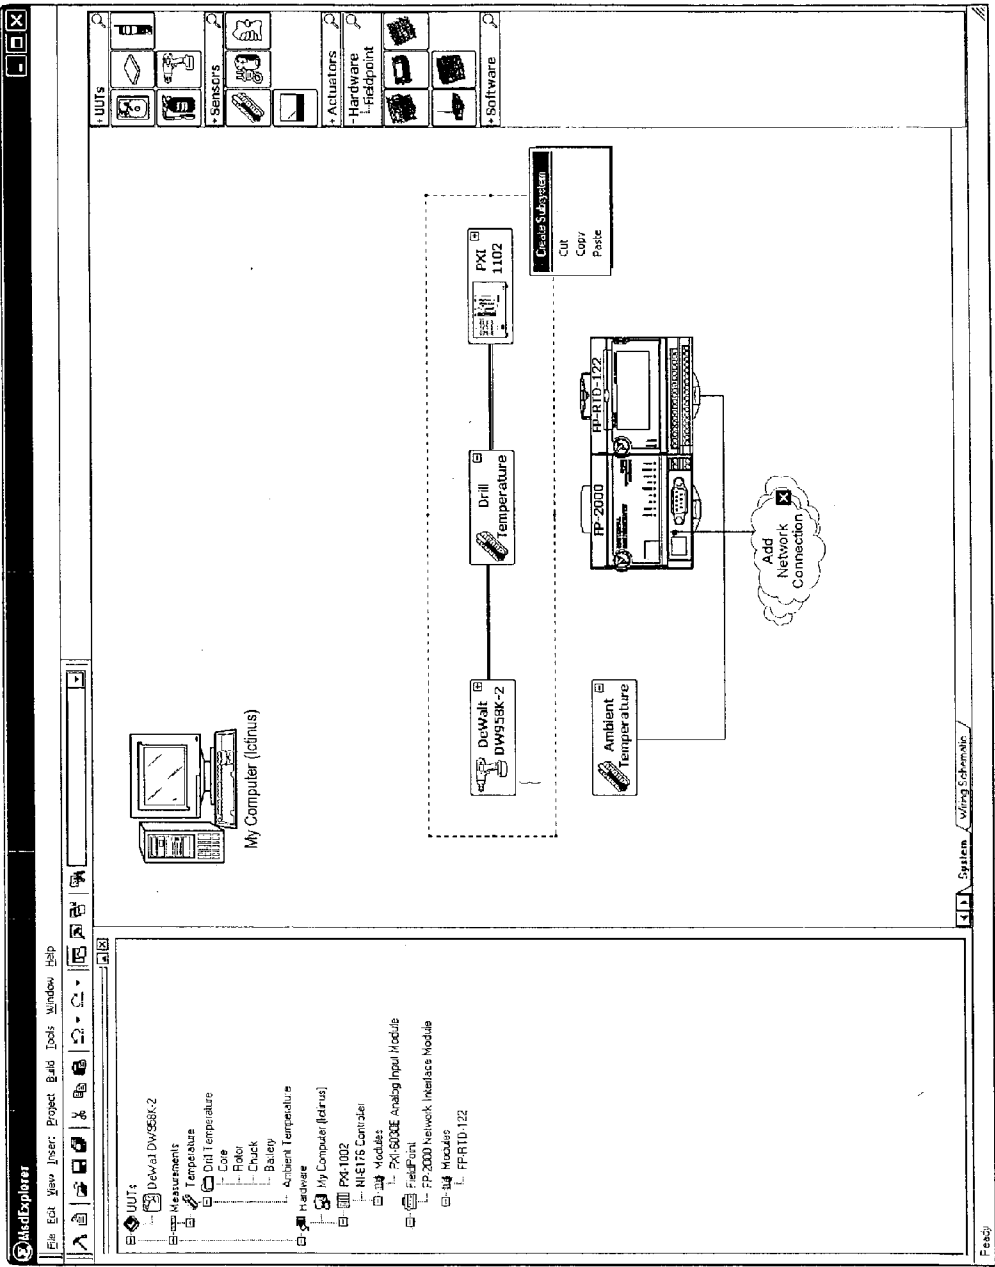 MsdExplorer
File Edit View Insert Project Build Tools Window Help
UUTs
DeWalt DW958K-2
Measurements
Temperature
Drill Temperature
Core
Rotor
Chuck
Battery
Ambient Temperature
Hardware
My Computer (Ictinus)
PXI-1002
NI-E176 Controller
Modules
PXI-6030E Analog Input Module
FieldPoint
FP-2000 Network Interface Module
Modules
FP-RTD-122
My Computer (Ictinus)
DeWalt
DW958K-2
Drill
Temperature
PXI
1102
Create Subsystem
Cut
Copy
Paste
Ambient
Temperature
FP-2000
FP-RTD-122
Add
Network
Connection
System
Wiring Schematic
+ UUTs
+ Sensors
+ Actuators
- Hardware
Fieldpoint
+ Software
Ready